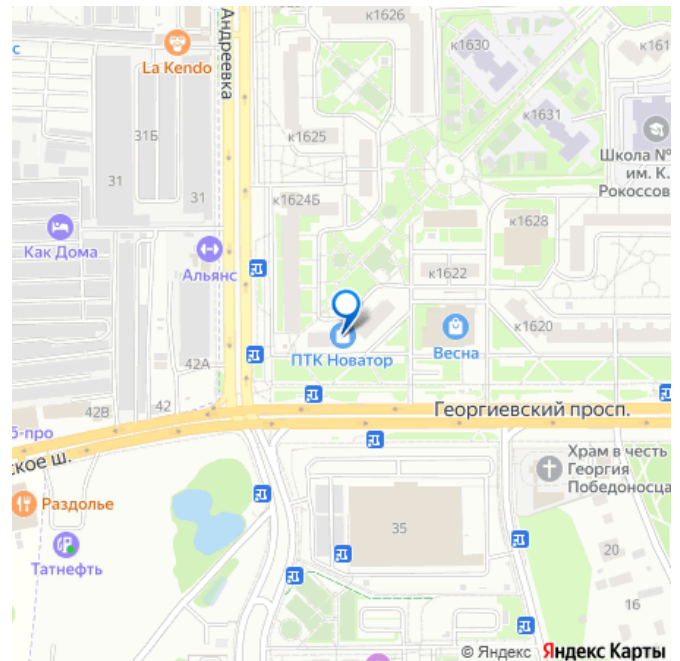 к1626
La Kendo
с
Андреевка
к1630
к161
31Б
к1625
к1631
Школа №
им. К.
Рокоссов
31
31
к1624Б
к1628
Как Дома
Альянс
к1622
к1620
ПТК Новатор
Весна
42А
42В
42
Георгиевский просп.
б-про
ское ш.
Храм в честь
Георгия
Победоносца
Раздолье
35
Татнефть
20
16
© Яндекс Яндекс Карты